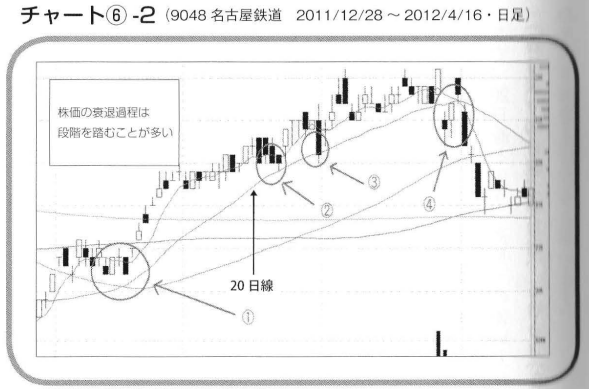 チャート⑥-2(9048 名古屋鉄道 2011/12/28～2012/4/16・日足)
株価の衰退過程は
段階を踏むことが多い
③
②
④
20日線
①